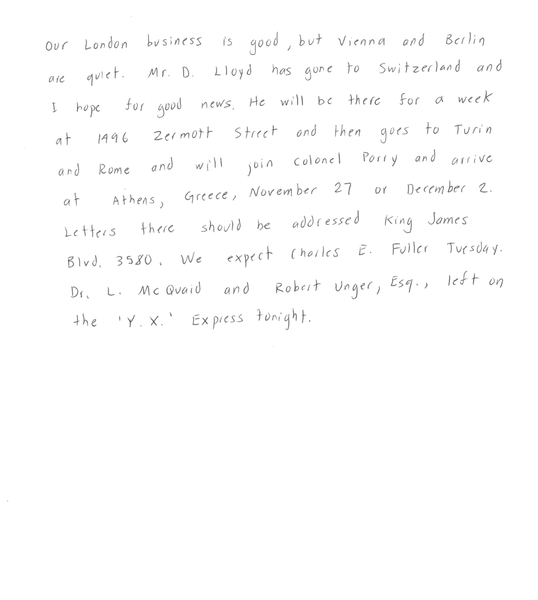 Our London business is good, but Vienna and Berlin
are quiet. Mr. D. Lloyd has gone to Switzerland and
I hope for good news. He will be there for a week
at 1496 Zermott Street and then goes to Turin
and Rome and will join Colonel Parry and arrive
at Athens, Greece, November 27 or December 2.
Letters there should be addressed King James
Blvd. 3580. We expect Charles E. Fuller Tuesday.
Dr. L. McQuaid and Robert Unger, Esq., left on
the 'Y.X.' Express tonight.